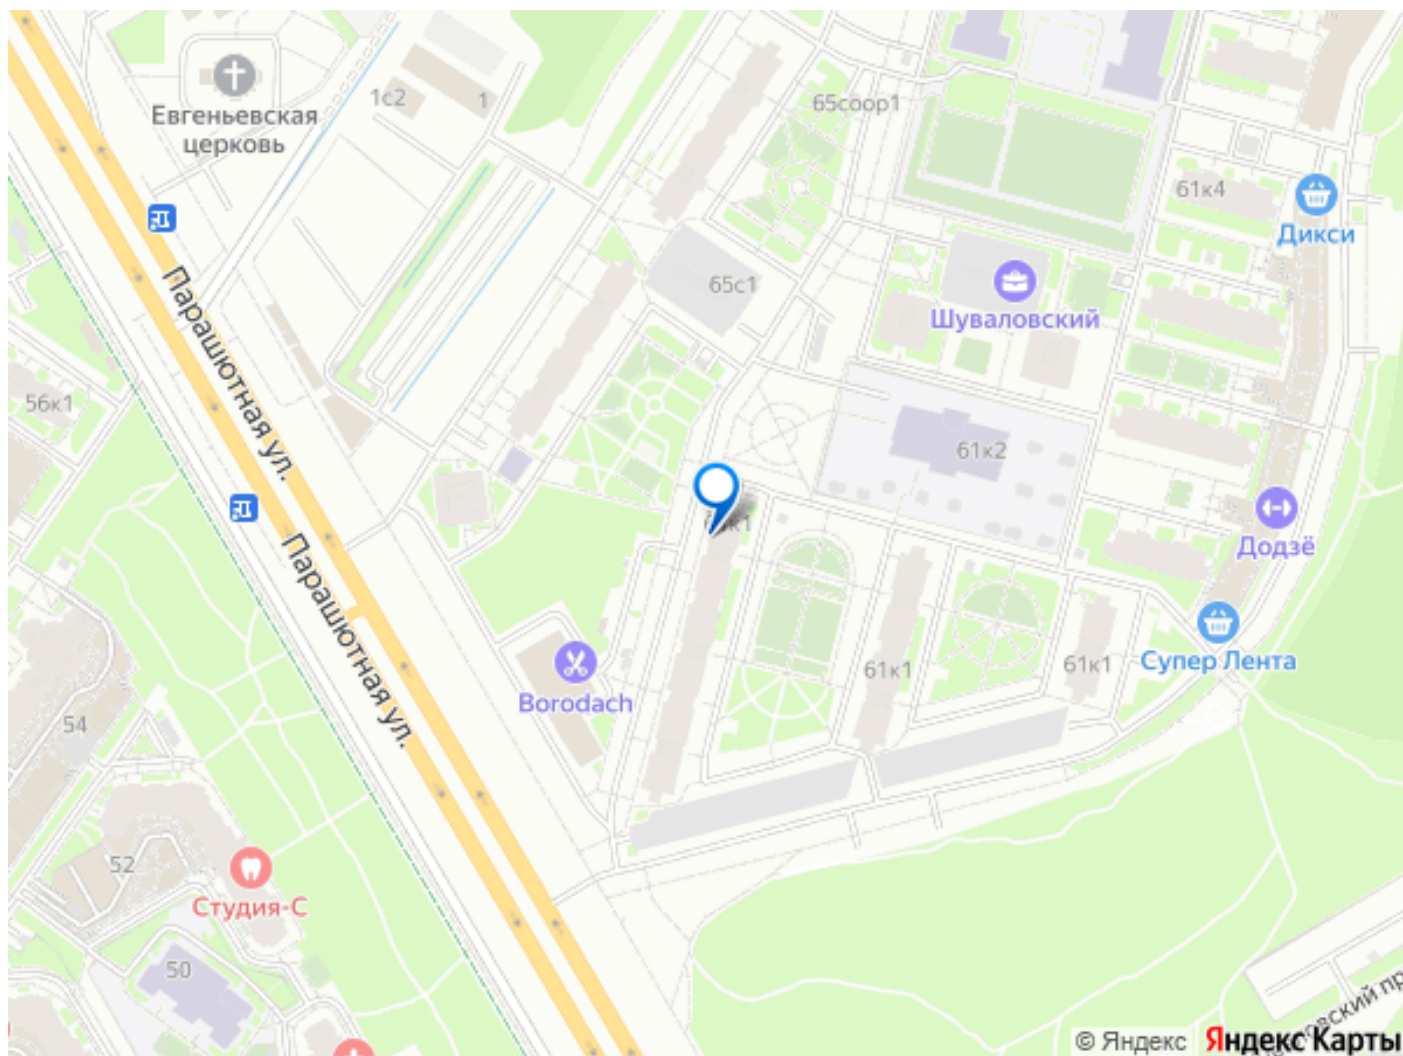 Евгеньевская
церковь
1с2
1
65соор1
61к4
Дикси
65с1
Шуваловский
Парашютная ул.
56к1
61к2
Додзё
Парашютная ул.
Супер Лента
61к1
61к1
Borodach
54
52
Студия-С
50
© Яндекс
Яндекс Карты